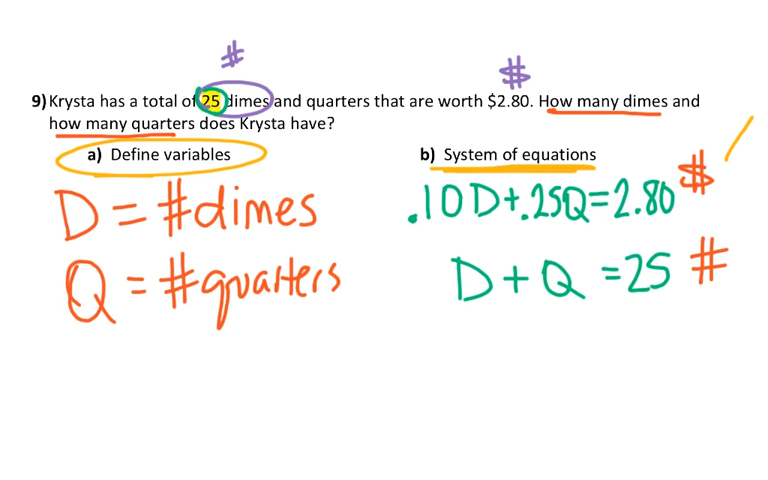 # $
9) Krysta has a total of 25 dimes and quarters that are worth $2.80. How many dimes and
how many quarters does Krysta have?
a) Define variables b) System of equations
D = #dimes .10D+.25Q=2.80 $
Q = #quarters D + Q = 25 #